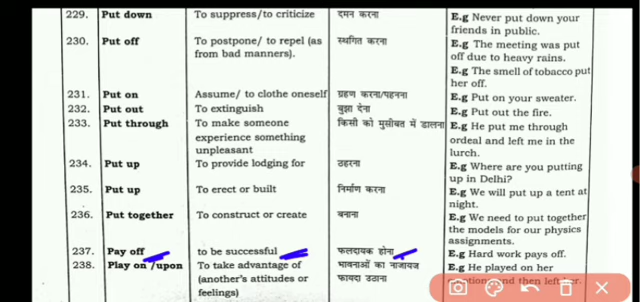 229. Put down To suppress/to criticize दमन करना E.g Never put down your
friends in public.
230. Put off To postpone/ to repel (as स्थगित करना E.g The meeting was put
from bad manners). off due to heavy rains.
E.g The smell of tobacco put
her off.
231. Put on Assume/ to clothe oneself ग्रहण करना/पहनना E.g Put on your sweater.
232. Put out To extinguish बुझा देना E.g Put out the fire.
233. Put through To make someone किसी को मुसीबत में डालना E.g He put me through
experience something ordeal and left me in the
unpleasant lurch.
234. Put up To provide lodging for ठहरना E.g Where are you putting
up in Delhi?
235. Put up To erect or built निर्माण करना E.g We will put up a tent at
night.
236. Put together To construct or create बनाना E.g We need to put together
the models for our physics
assignments.
237. Pay off to be successful फलदायक होना E.g Hard work pays off.
238. Play on /upon To take advantage of भावनाओं का नाजायज E.g He played on her
(another's attitudes or फायदा उठाना and then left
feelings)